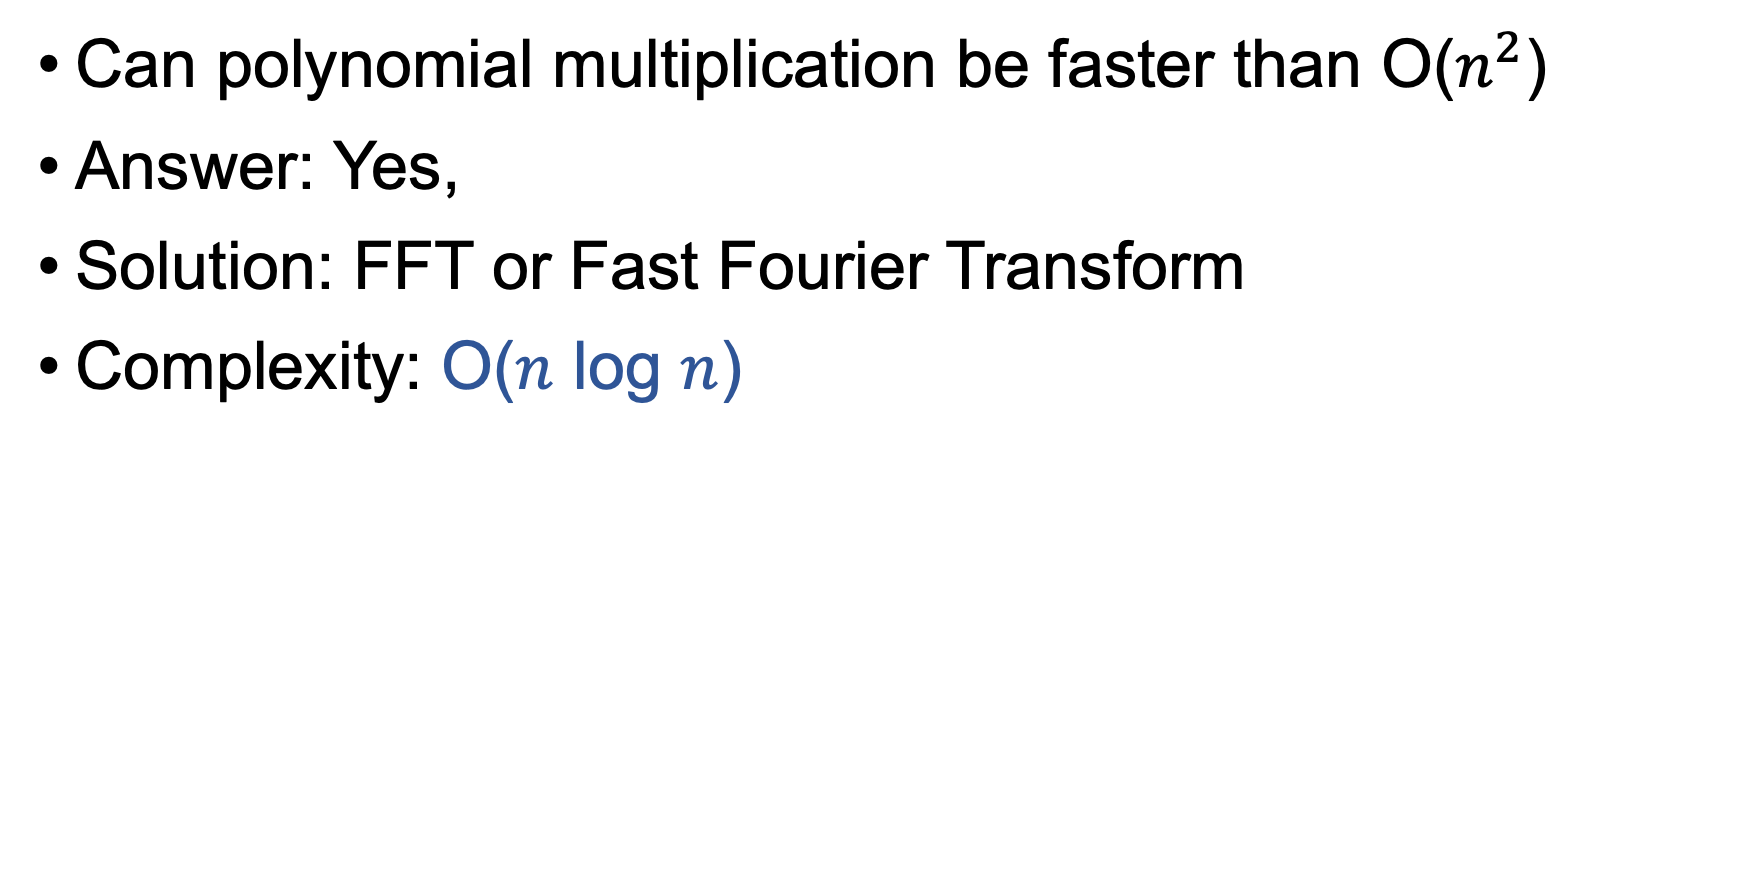 • Can polynomial multiplication be faster than O(𝑛²)
• Answer: Yes,
• Solution: FFT or Fast Fourier Transform
• Complexity: O(𝑛 log 𝑛)